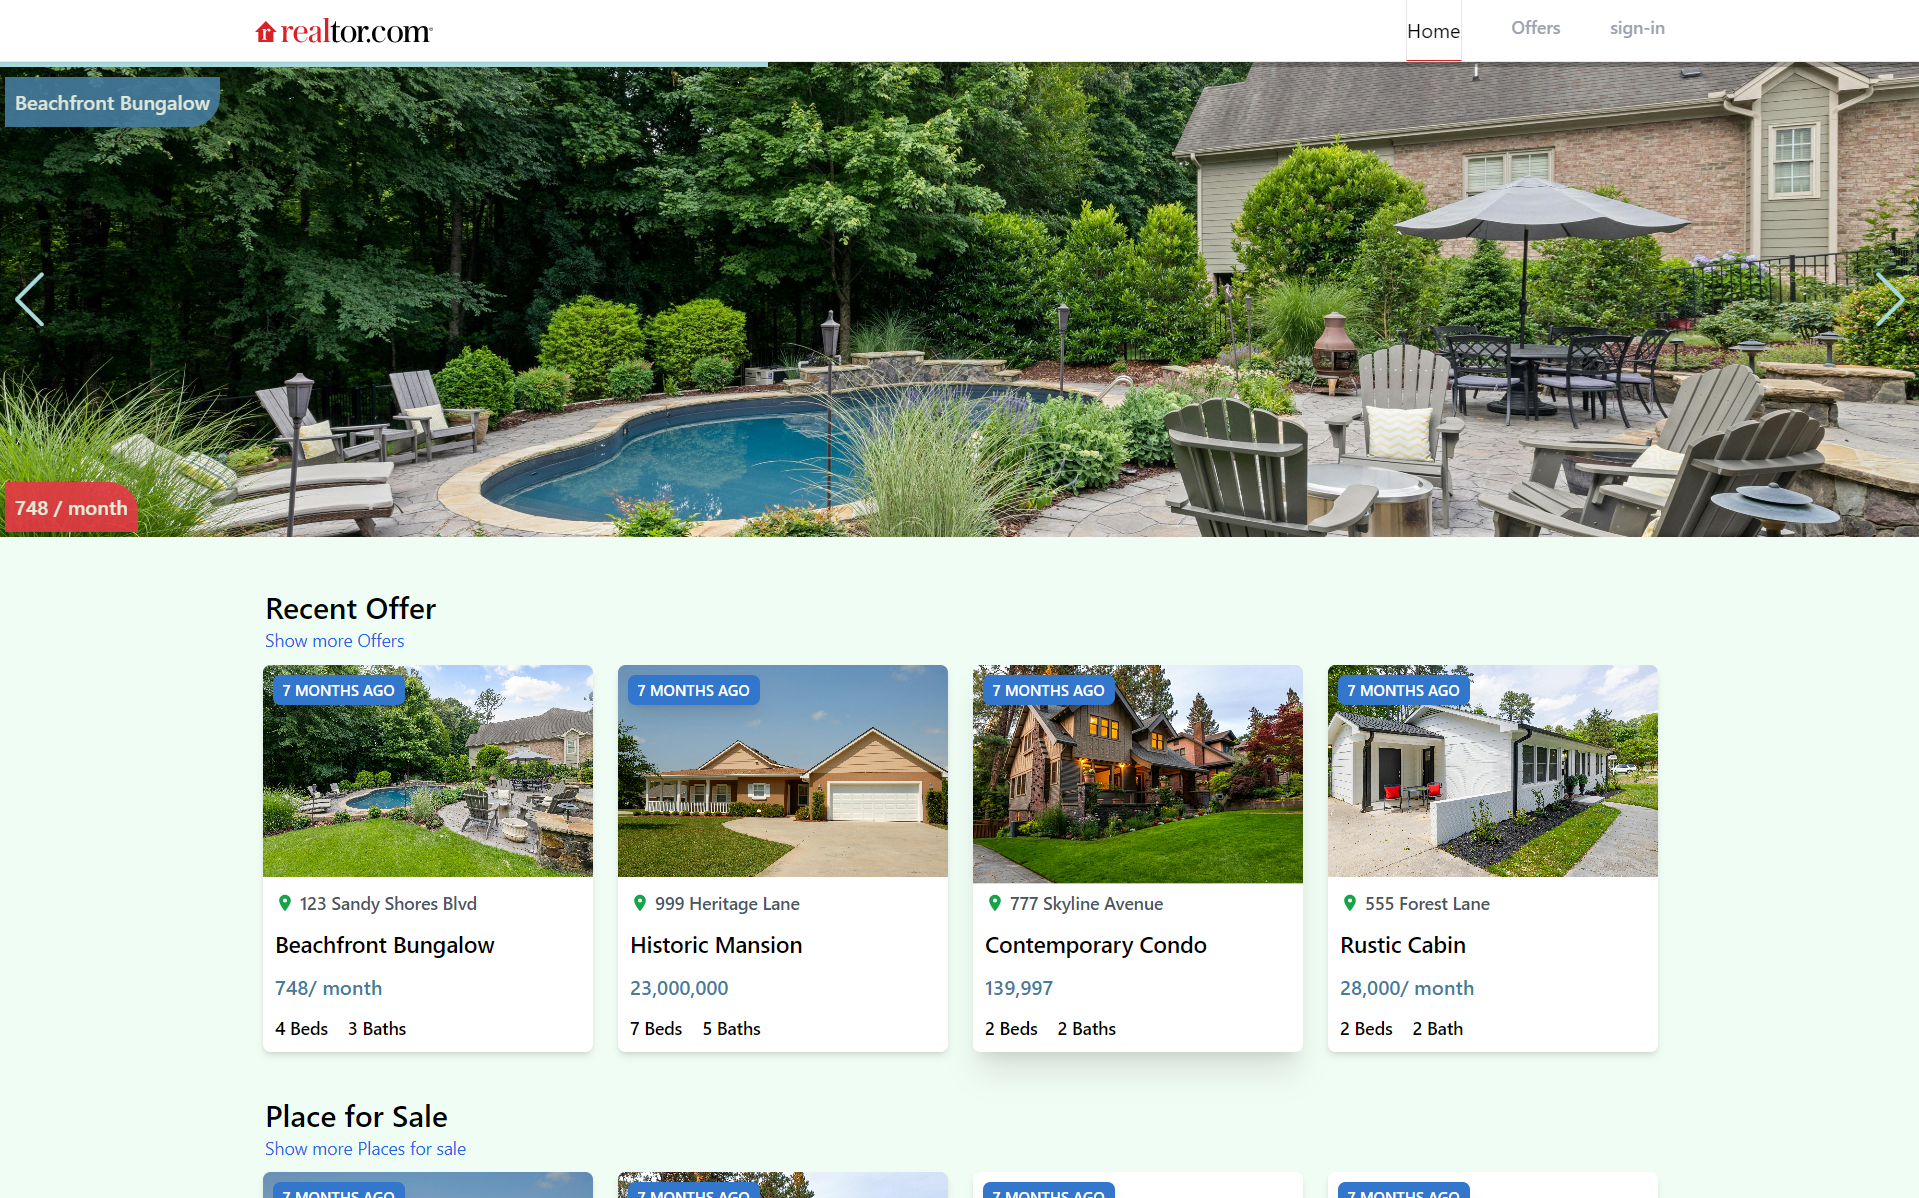 realtor.com
Home
Offers
sign-in
Beachfront Bungalow
748 / month
Recent Offer
Show more Offers
7 MONTHS AGO
7 MONTHS AGO
7 MONTHS AGO
7 MONTHS AGO
123 Sandy Shores Blvd
999 Heritage Lane
777 Skyline Avenue
555 Forest Lane
Beachfront Bungalow
Historic Mansion
Contemporary Condo
Rustic Cabin
748/ month
23,000,000
139,997
28,000/ month
4 Beds 3 Baths
7 Beds 5 Baths
2 Beds 2 Baths
2 Beds 2 Bath
Place for Sale
Show more Places for sale
7 MONTHS AGO
7 MONTHS AGO
7 MONTHS AGO
7 MONTHS AGO